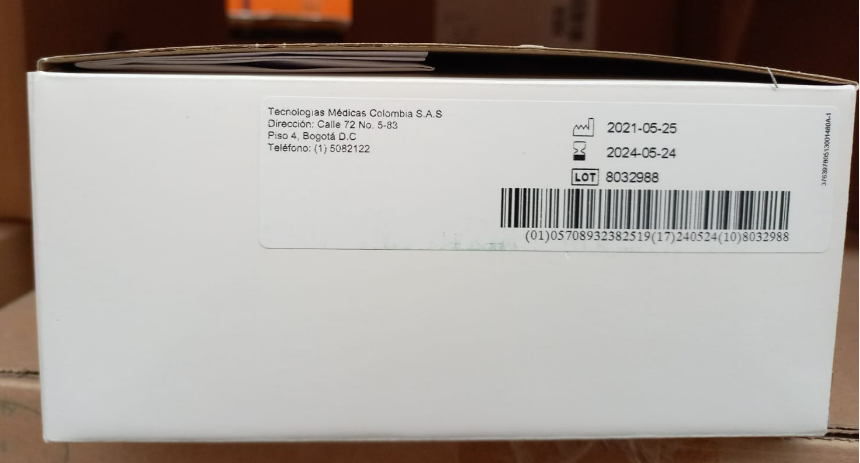 Tecnologías Médicas Colombia S.A.S
Dirección: Calle 72 No. 5-83
Piso 4, Bogotá D.C
Teléfono: (1) 5082122
2021-05-25
2024-05-24
LOT 8032988
(01)05708932382519(17)240524(10)8032988